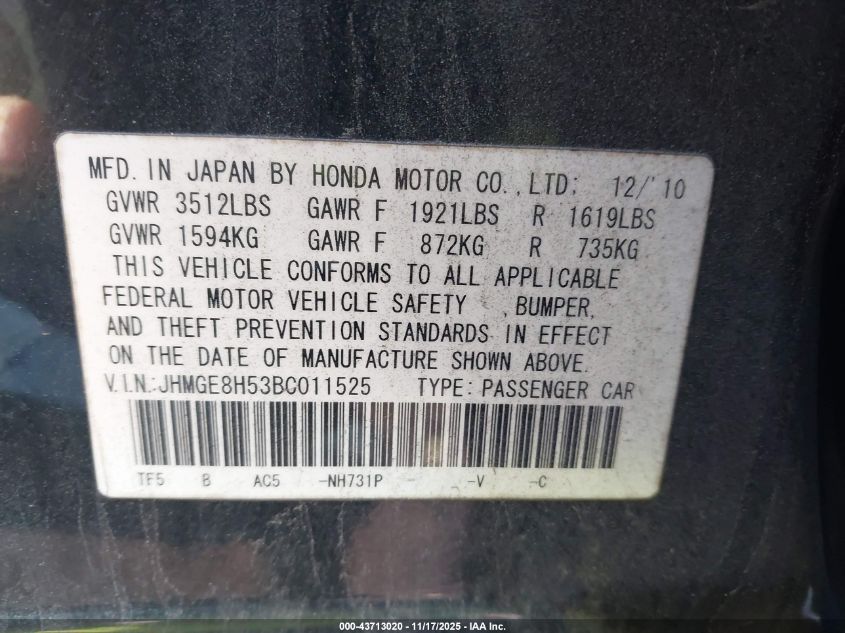 MFD. IN JAPAN BY HONDA MOTOR CO., LTD: 12/'10
GVWR 3512LBS GAWR F 1921LBS R 1619LBS
GVWR 1594KG GAWR F 872KG R 735KG
THIS VEHICLE CONFORMS TO ALL APPLICABLE
FEDERAL MOTOR VEHICLE SAFETY ,BUMPER,
AND THEFT PREVENTION STANDARDS IN EFFECT
ON THE DATE OF MANUFACTURE SHOWN ABOVE.
V.I.N.:JHMGE8H53BC011525 TYPE:PASSENGER CAR
TF5 B AC5 -NH731P - -V -C
000-43713020 - 11/17/2025 - IAA Inc.